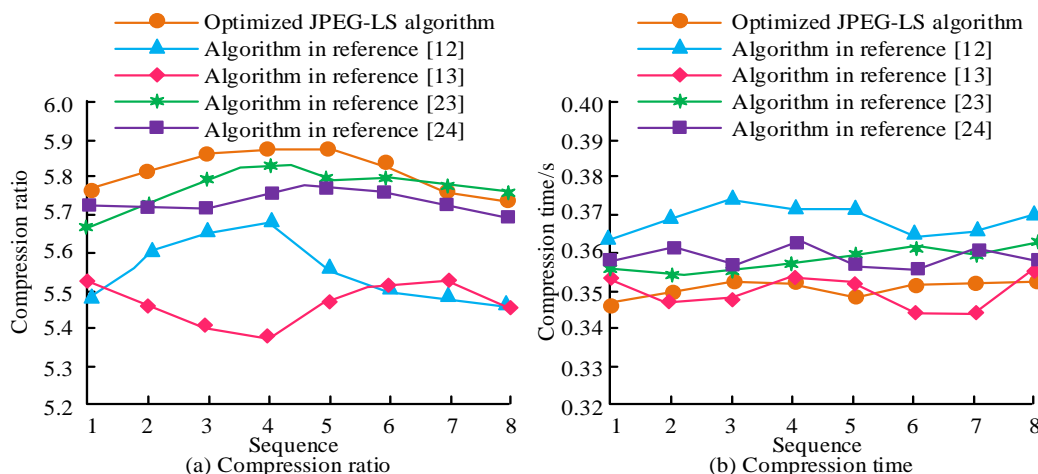 Optimized JPEG-LS algorithm
Algorithm in reference [12]
Algorithm in reference [13]
Algorithm in reference [23]
Algorithm in reference [24]
Compression ratio
6.0
5.9
5.8
5.7
5.6
5.5
5.4
5.3
5.2
1 2 3 4 5 6 7 8
Sequence
(a) Compression ratio
Optimized JPEG-LS algorithm
Algorithm in reference [12]
Algorithm in reference [13]
Algorithm in reference [23]
Algorithm in reference [24]
Compression time/s
0.40
0.39
0.38
0.37
0.36
0.35
0.34
0.33
0.32
1 2 3 4 5 6 7 8
Sequence
(b) Compression time